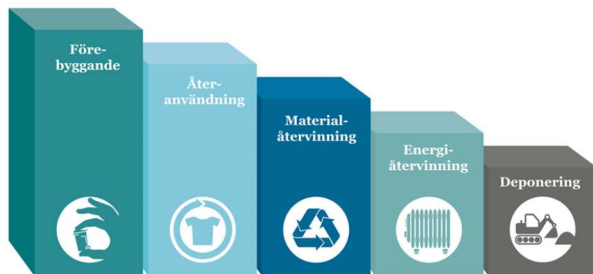 Före-
byggande
Åter-
användning
Material-
återvinning
Energi-
återvinning
Deponering